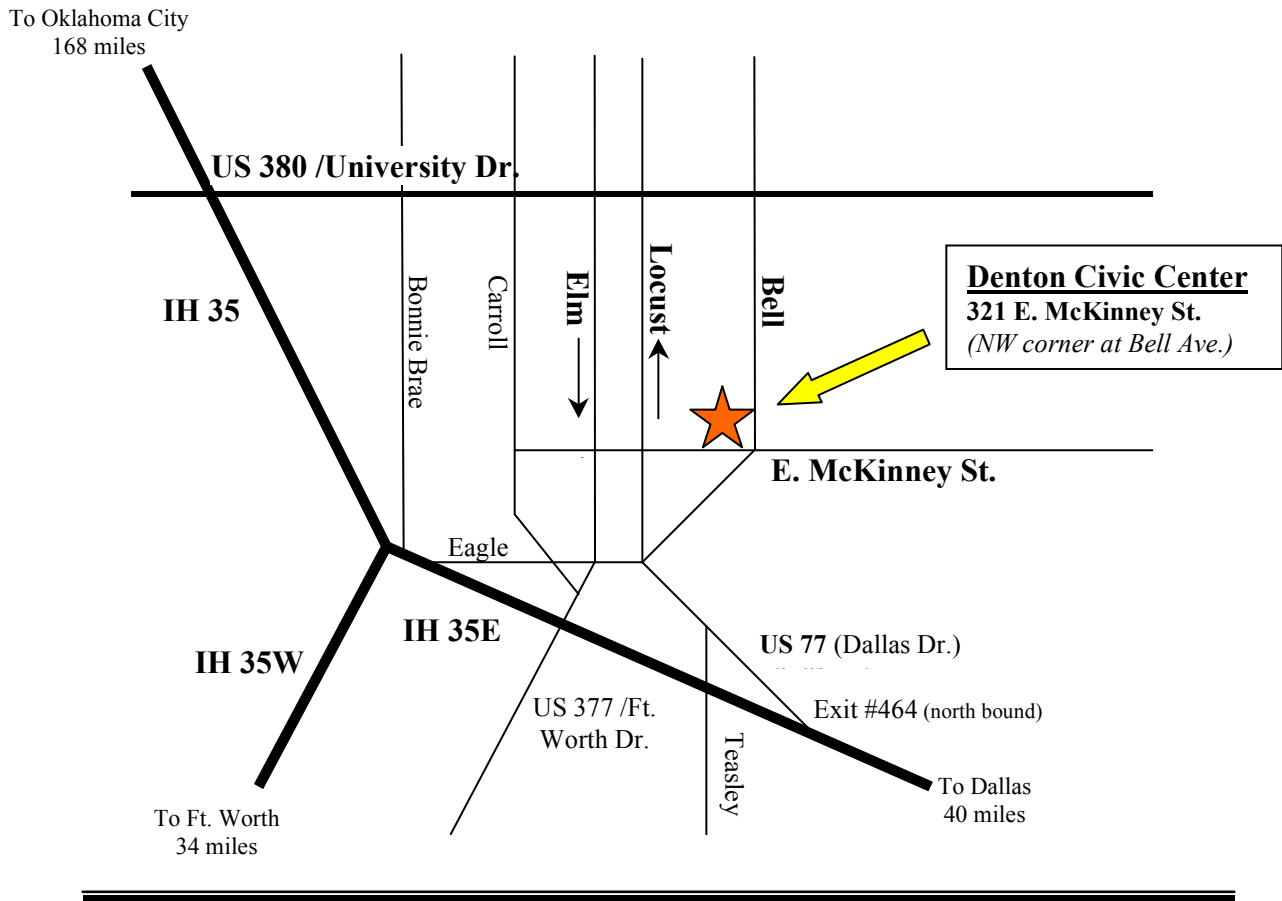 To Oklahoma City
168 miles
US 380 /University Dr.
IH 35
Bonnie Brae
Carroll
Elm
Locust
Bell
Denton Civic Center
321 E. McKinney St.
(NW corner at Bell Ave.)
E. McKinney St.
Eagle
IH 35E
IH 35W
US 77 (Dallas Dr.)
US 377 /Ft.
Worth Dr.
Exit #464 (north bound)
Teasley
To Dallas
40 miles
To Ft. Worth
34 miles